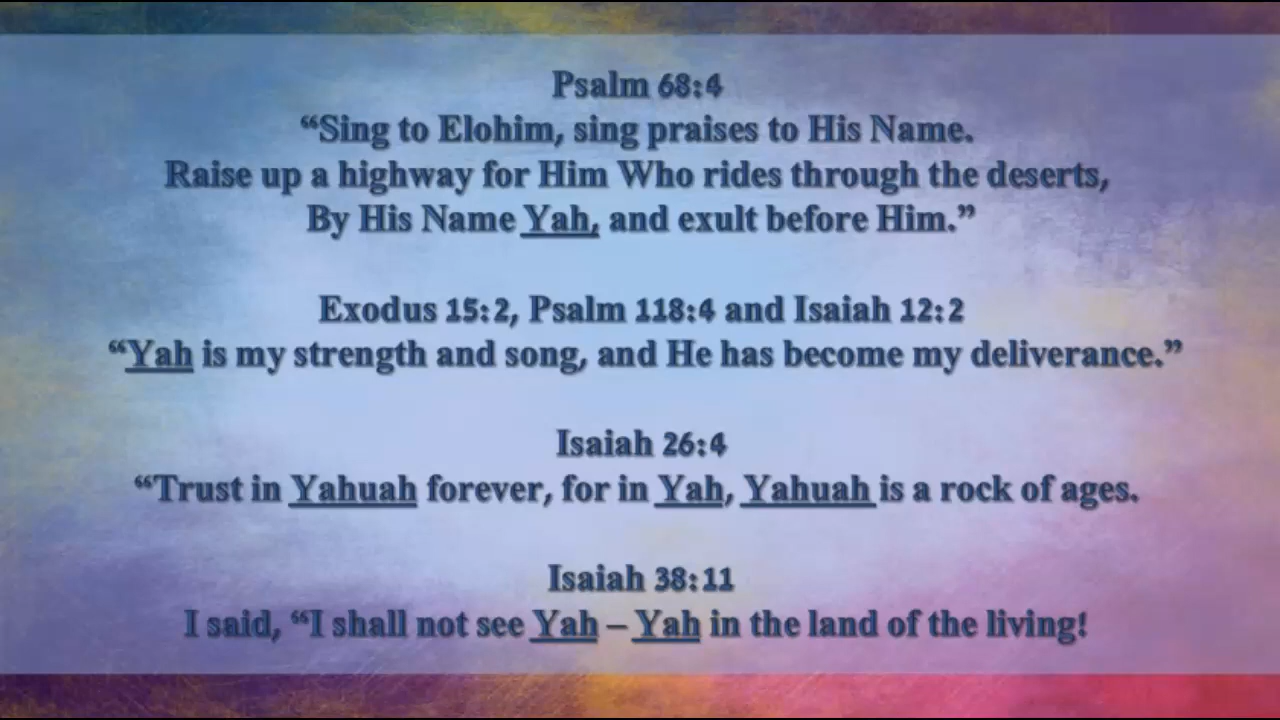 Psalm 68:4
“Sing to Elohim, sing praises to His Name.
Raise up a highway for Him Who rides through the deserts,
By His Name Yah, and exult before Him.”
Exodus 15:2, Psalm 118:4 and Isaiah 12:2
“Yah is my strength and song, and He has become my deliverance.”
Isaiah 26:4
“Trust in Yahuah forever, for in Yah, Yahuah is a rock of ages.
Isaiah 38:11
I said, “I shall not see Yah – Yah in the land of the living!